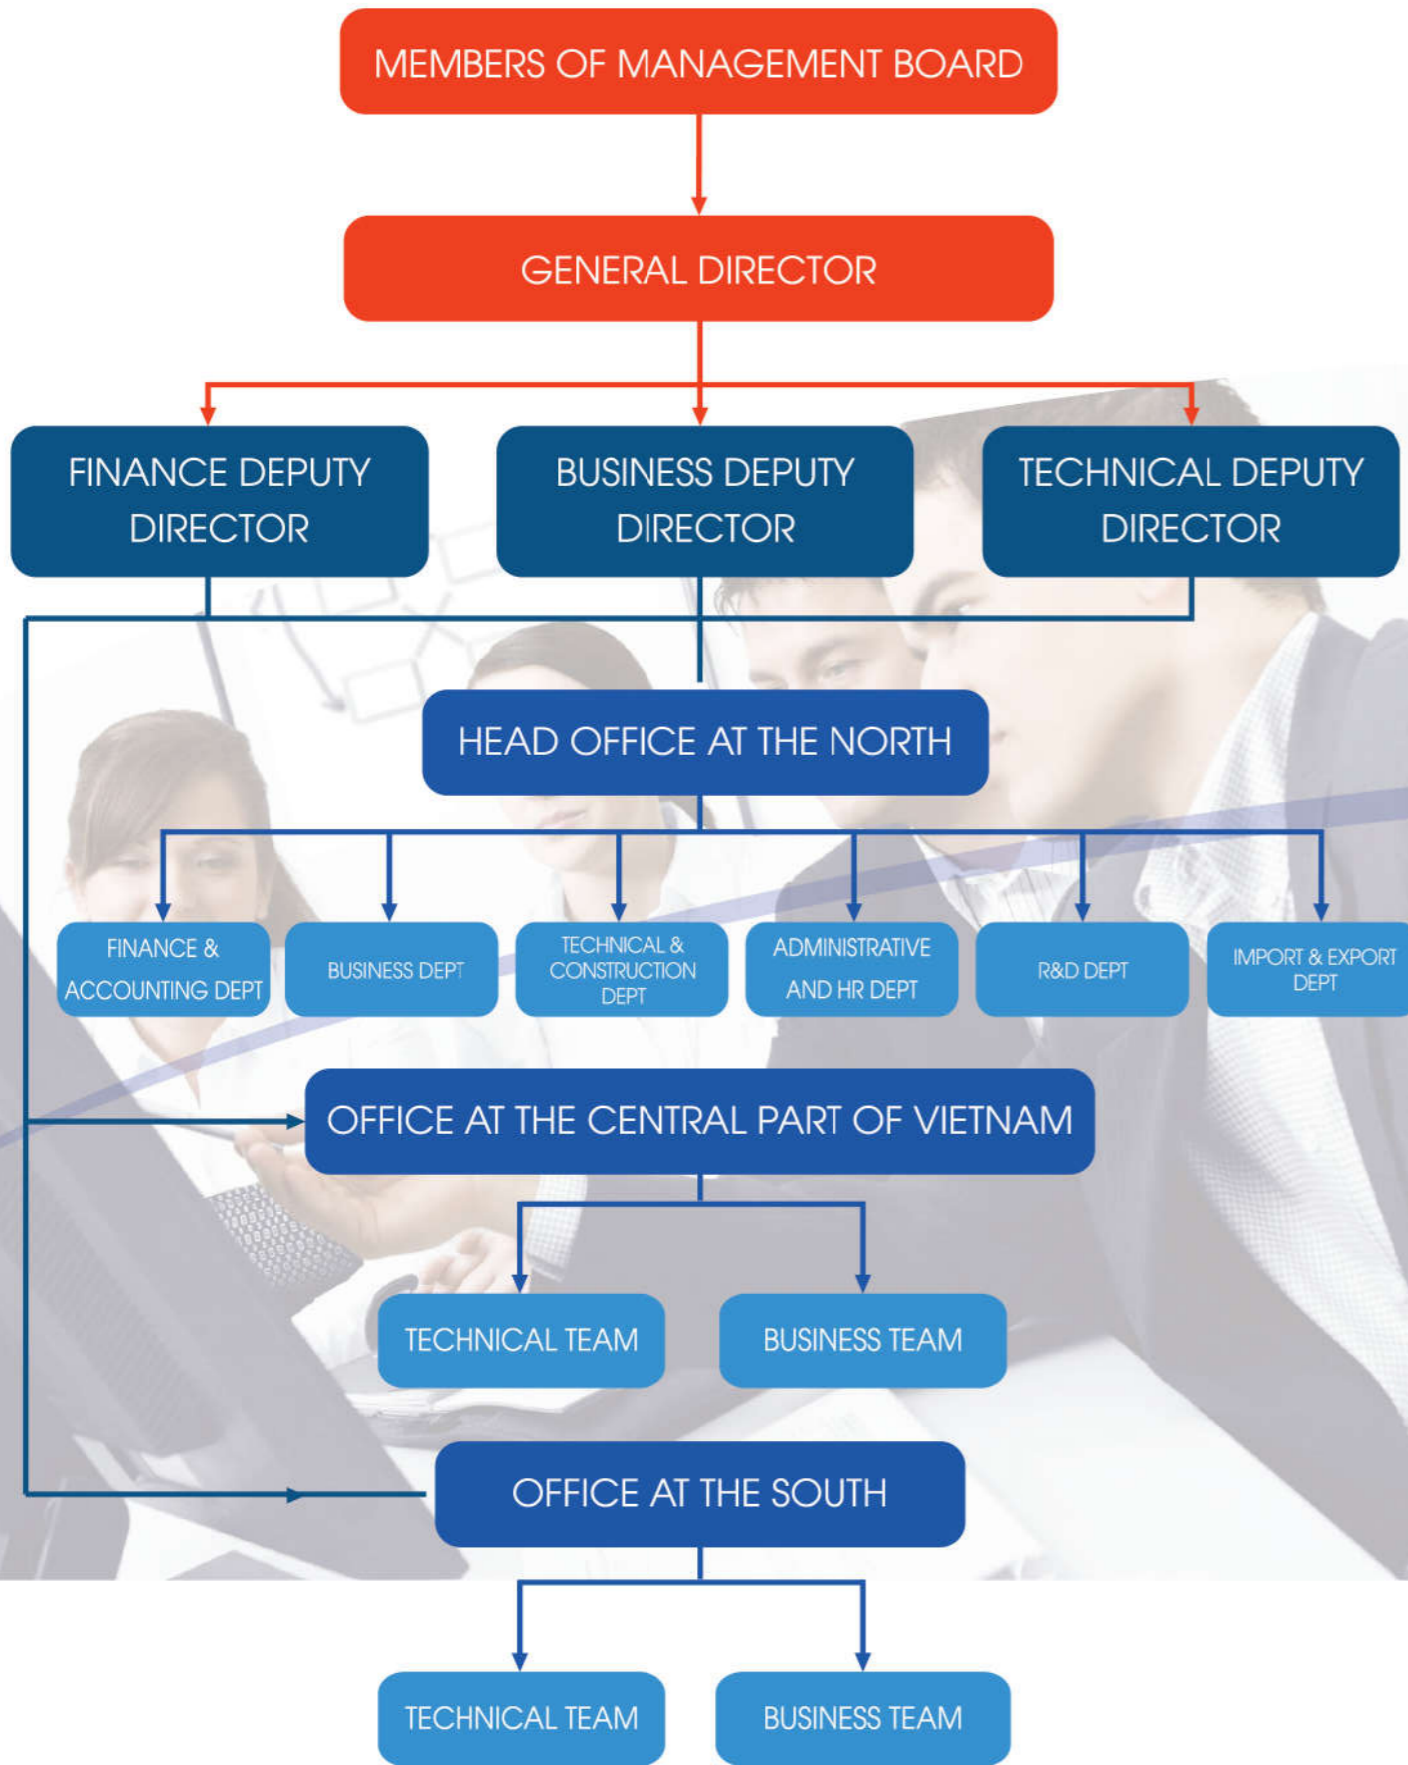 MEMBERS OF MANAGEMENT BOARD
GENERAL DIRECTOR
FINANCE DEPUTY
DIRECTOR
BUSINESS DEPUTY
DIRECTOR
TECHNICAL DEPUTY
DIRECTOR
HEAD OFFICE AT THE NORTH
FINANCE &
ACCOUNTING DEPT
BUSINESS DEPT
TECHNICAL &
CONSTRUCTION
DEPT
ADMINISTRATIVE
AND HR DEPT
R&D DEPT
IMPORT & EXPORT
DEPT
OFFICE AT THE CENTRAL PART OF VIETNAM
TECHNICAL TEAM
BUSINESS TEAM
OFFICE AT THE SOUTH
TECHNICAL TEAM
BUSINESS TEAM